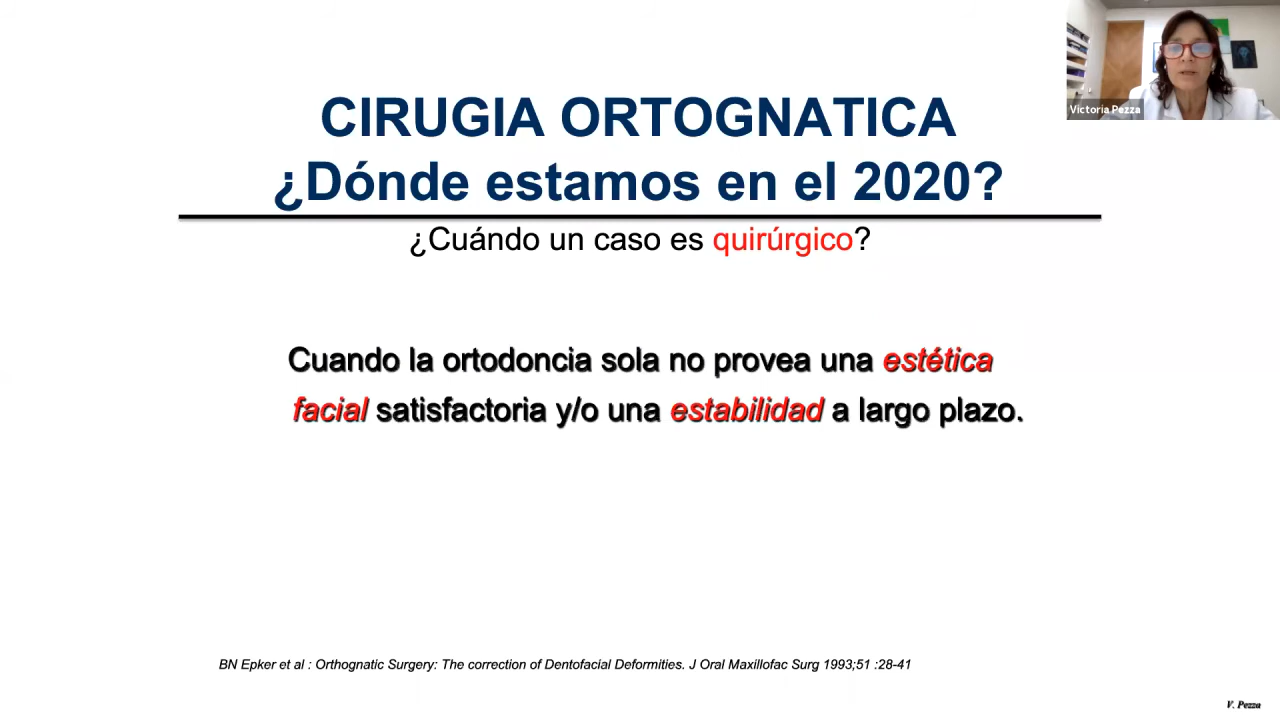 CIRUGIA ORTOGNATICA
¿Dónde estamos en el 2020?
¿Cuándo un caso es quirúrgico?
Cuando la ortodoncia sola no provea una estética
facial satisfactoria y/o una estabilidad a largo plazo.
BN Epker et al : Orthognatic Surgery: The correction of Dentofacial Deformities. J Oral Maxillofac Surg 1993;51 :28-41
V. Pezza
Victoria Pezza